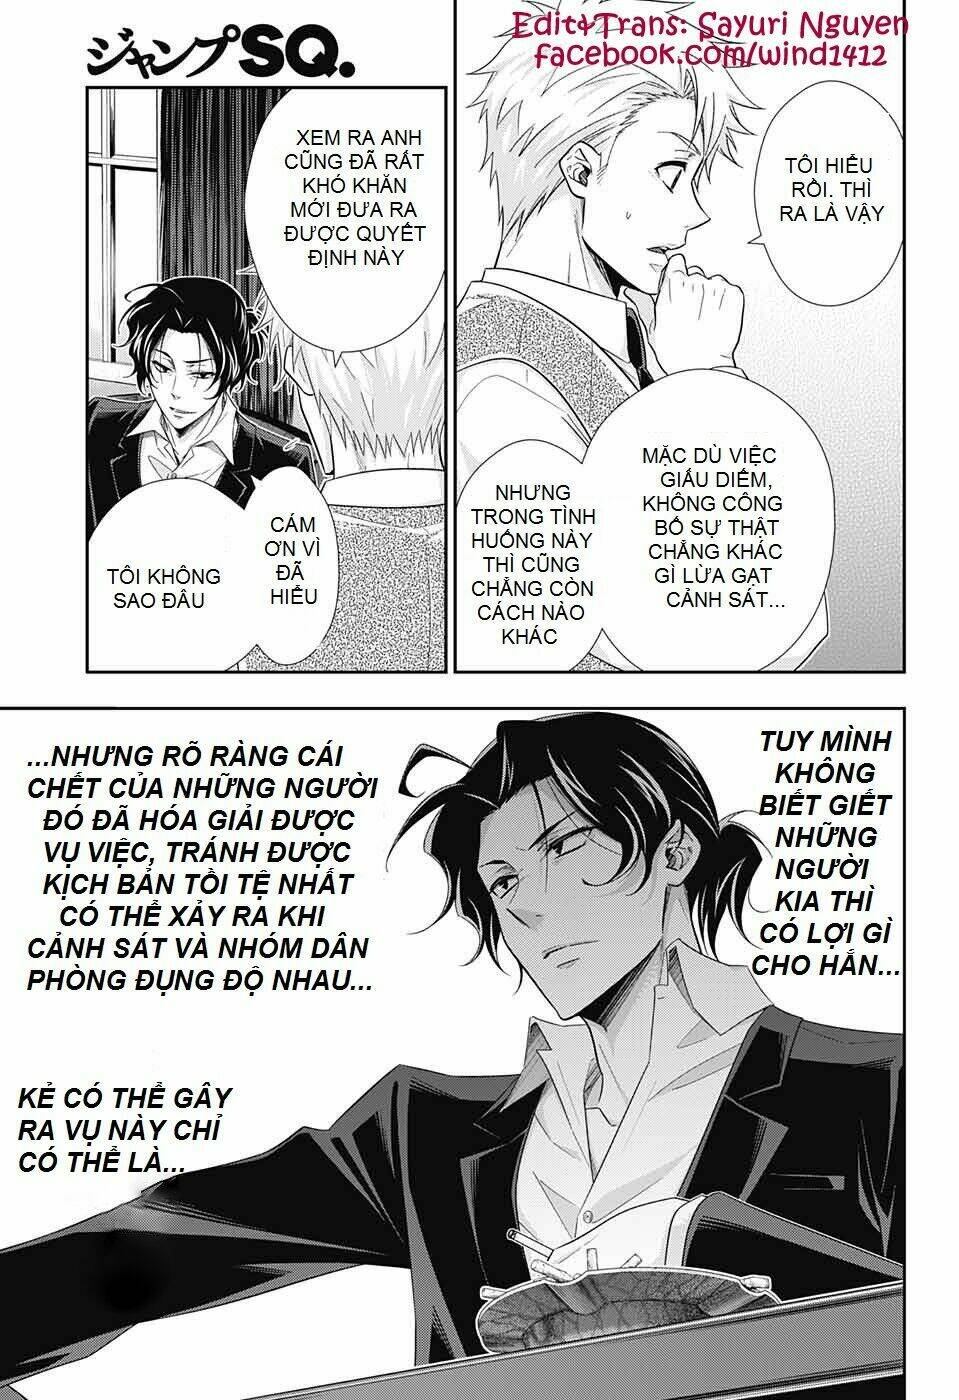 Edit&Trans: Sayuri Nguyen
facebook.com/wind1412
ジャンプSQ.
TÔI HIỂU
RỒI. THÌ
RA LÀ VẬY
MẶC DÙ VIỆC
GIẤU DIẾM,
KHÔNG CÔNG
BỐ SỰ THẬT
CHẲNG KHÁC
GÌ LỪA GẠT
CẢNH SÁT...
NHƯNG
TRONG TÌNH
HUỐNG NÀY
THÌ CŨNG
CHẲNG CÒN
CÁCH NÀO
KHÁC
XEM RA ANH
CŨNG ĐÃ RẤT
KHÓ KHĂN
MỚI ĐƯA RA
ĐƯỢC QUYẾT
ĐỊNH NÀY
CÁM
ƠN VÌ
ĐÃ
HIỂU
TÔI KHÔNG
SAO ĐÂU
TUY MÌNH
KHÔNG
BIẾT GIẾT
NHỮNG
NGƯỜI
KIA THÌ
CÓ LỢI GÌ
CHO HẮN...
...NHƯNG RÕ RÀNG CÁI
CHẾT CỦA NHỮNG NGƯỜI
ĐÓ ĐÃ HÓA GIẢI ĐƯỢC
VỤ VIỆC, TRÁNH ĐƯỢC
KỊCH BẢN TỒI TỆ NHẤT
CÓ THỂ XẢY RA KHI
CẢNH SÁT VÀ NHÓM DÂN
PHÒNG ĐỤNG ĐỘ NHAU...
KẺ CÓ THỂ GÂY
RA VỤ NÀY CHỈ
CÓ THỂ LÀ...